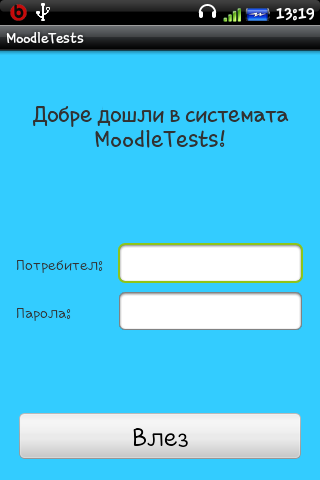 13:19
MoodleTests
Добре дошли в системата
MoodleTests!
Потребител:
Парола:
Влез